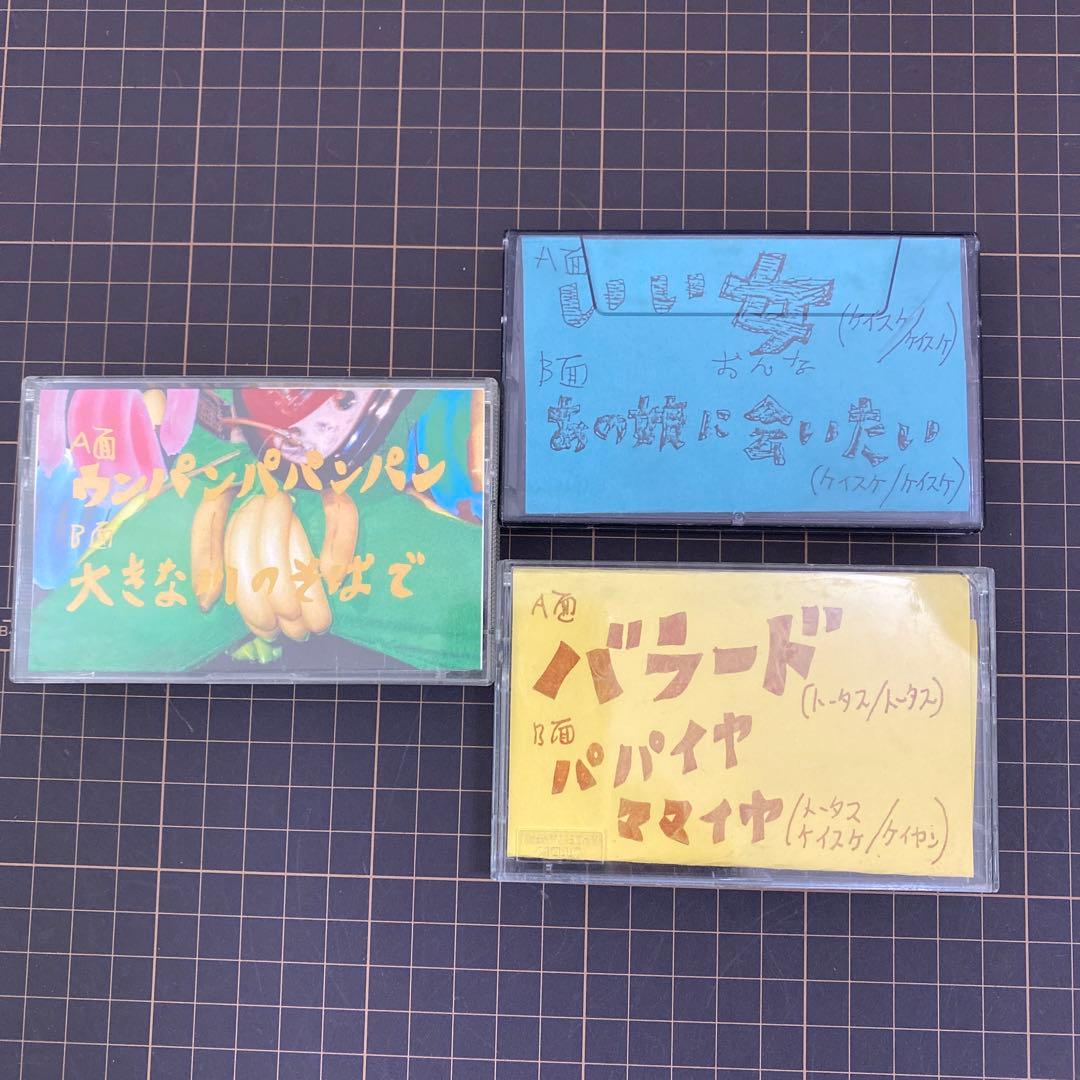 A面
ウンパンパパンパン
B面
大きな川のそばで
A面
いい女
(ケイスケ/ケイスケ)
おんな
B面
あの娘に会いたい
(ケイスケ/ケイスケ)
A面
バラード
(トータス/トータス)
B面
パパイヤ
ママイヤ
(トータス
ケイスケ/ケイヤン)